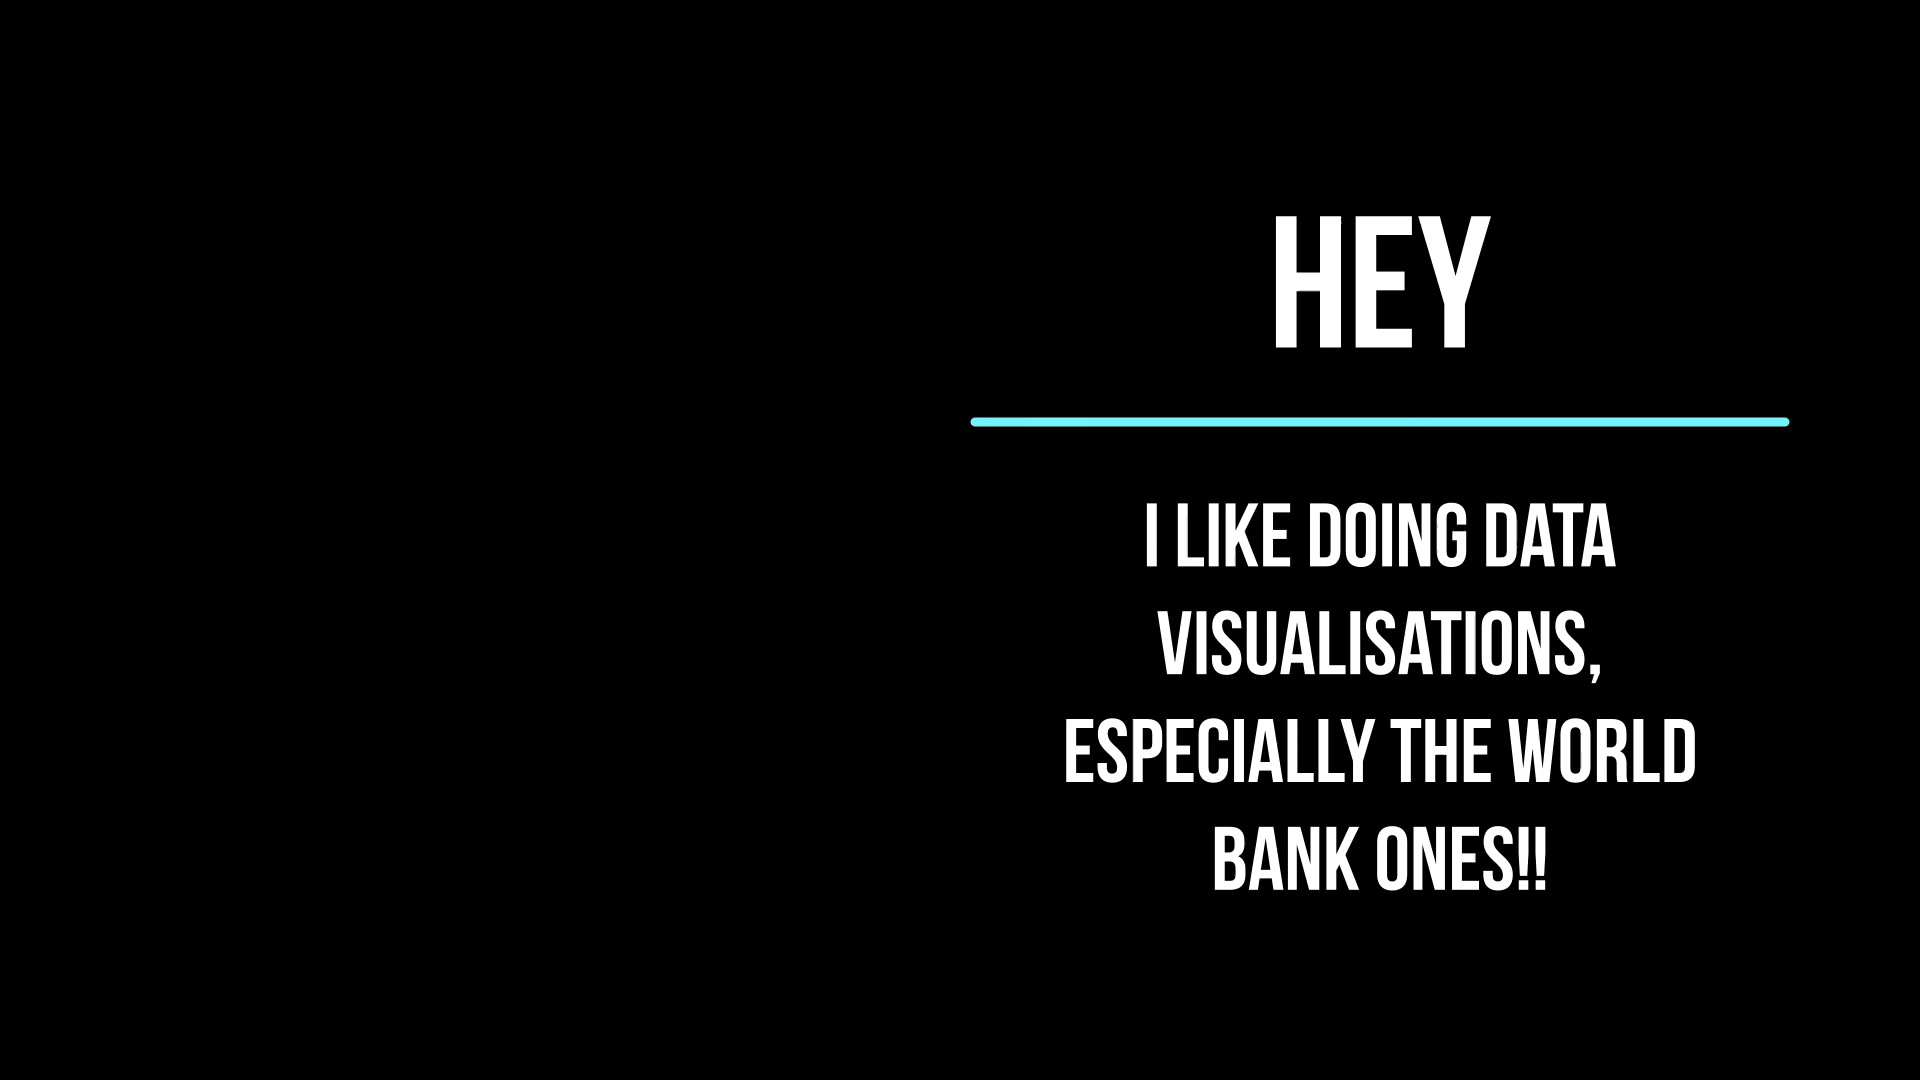 HEY
I LIKE DOING DATA
VISUALISATIONS,
ESPECIALLY THE WORLD
BANK ONES!!